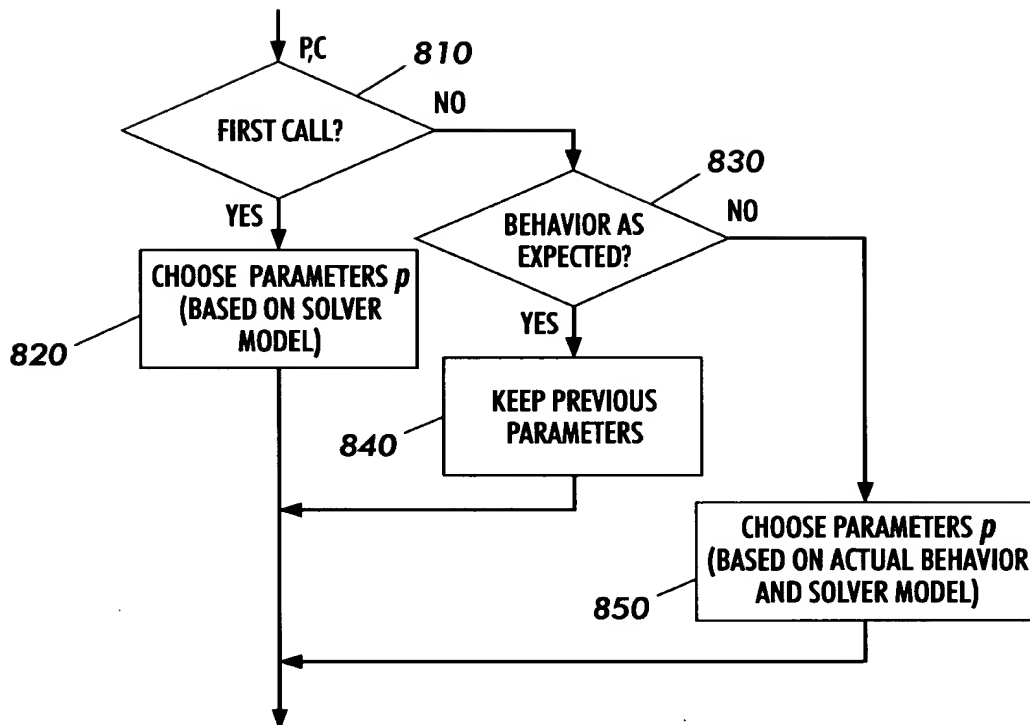 P,C
810
FIRST CALL?
NO
830
YES
BEHAVIOR AS
EXPECTED?
NO
CHOOSE PARAMETERS p
(BASED ON SOLVER
MODEL)
820
YES
KEEP PREVIOUS
PARAMETERS
840
CHOOSE PARAMETERS p
(BASED ON ACTUAL BEHAVIOR
AND SOLVER MODEL)
850